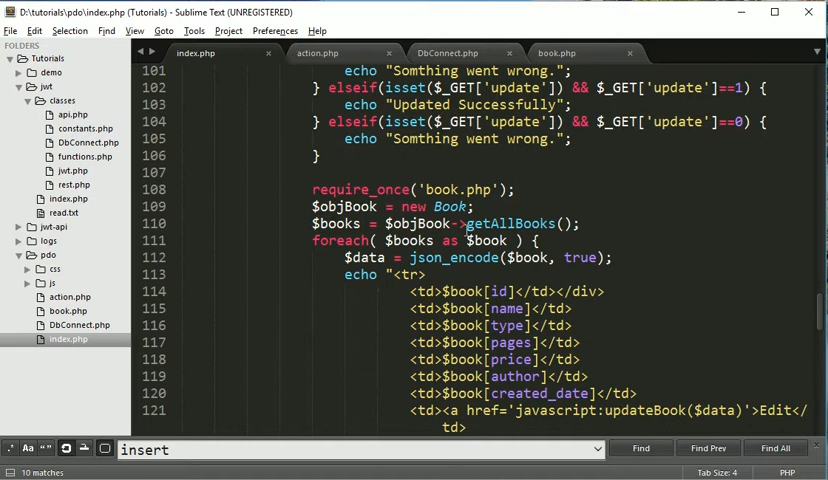 D:\tutorials\pdo\index.php (Tutorials) - Sublime Text (UNREGISTERED)
File Edit Selection Find View Goto Tools Project Preferences Help
FOLDERS
Tutorials
demo
jwt
classes
api.php
constants.php
DbConnect.php
functions.php
jwt.php
rest.php
index.php
read.txt
jwt-api
logs
pdo
css
js
action.php
book.php
DbConnect.php
index.php
index.php × action.php × DbConnect.php × book.php ×
101 echo "Somthing went wrong.";
102 } elseif(isset($_GET['update']) && $_GET['update']==1) {
103 echo "Updated Successfully";
104 } elseif(isset($_GET['update']) && $_GET['update']==0) {
105 echo "Somthing went wrong.";
106 }
107
108 require_once('book.php');
109 $objBook = new Book;
110 $books = $objBook->getAllBooks();
111 foreach( $books as $book ) {
112 $data = json_encode($book, true);
113 echo "<tr>
114 <td>$book[id]</td></div>
115 <td>$book[name]</td>
116 <td>$book[type]</td>
117 <td>$book[pages]</td>
118 <td>$book[price]</td>
119 <td>$book[author]</td>
120 <td>$book[created_date]</td>
121 <td><a href='javascript:updateBook($data)'>Edit</
td>
.* Aa “” insert Find Find Prev Find All
10 matches Tab Size: 4 PHP